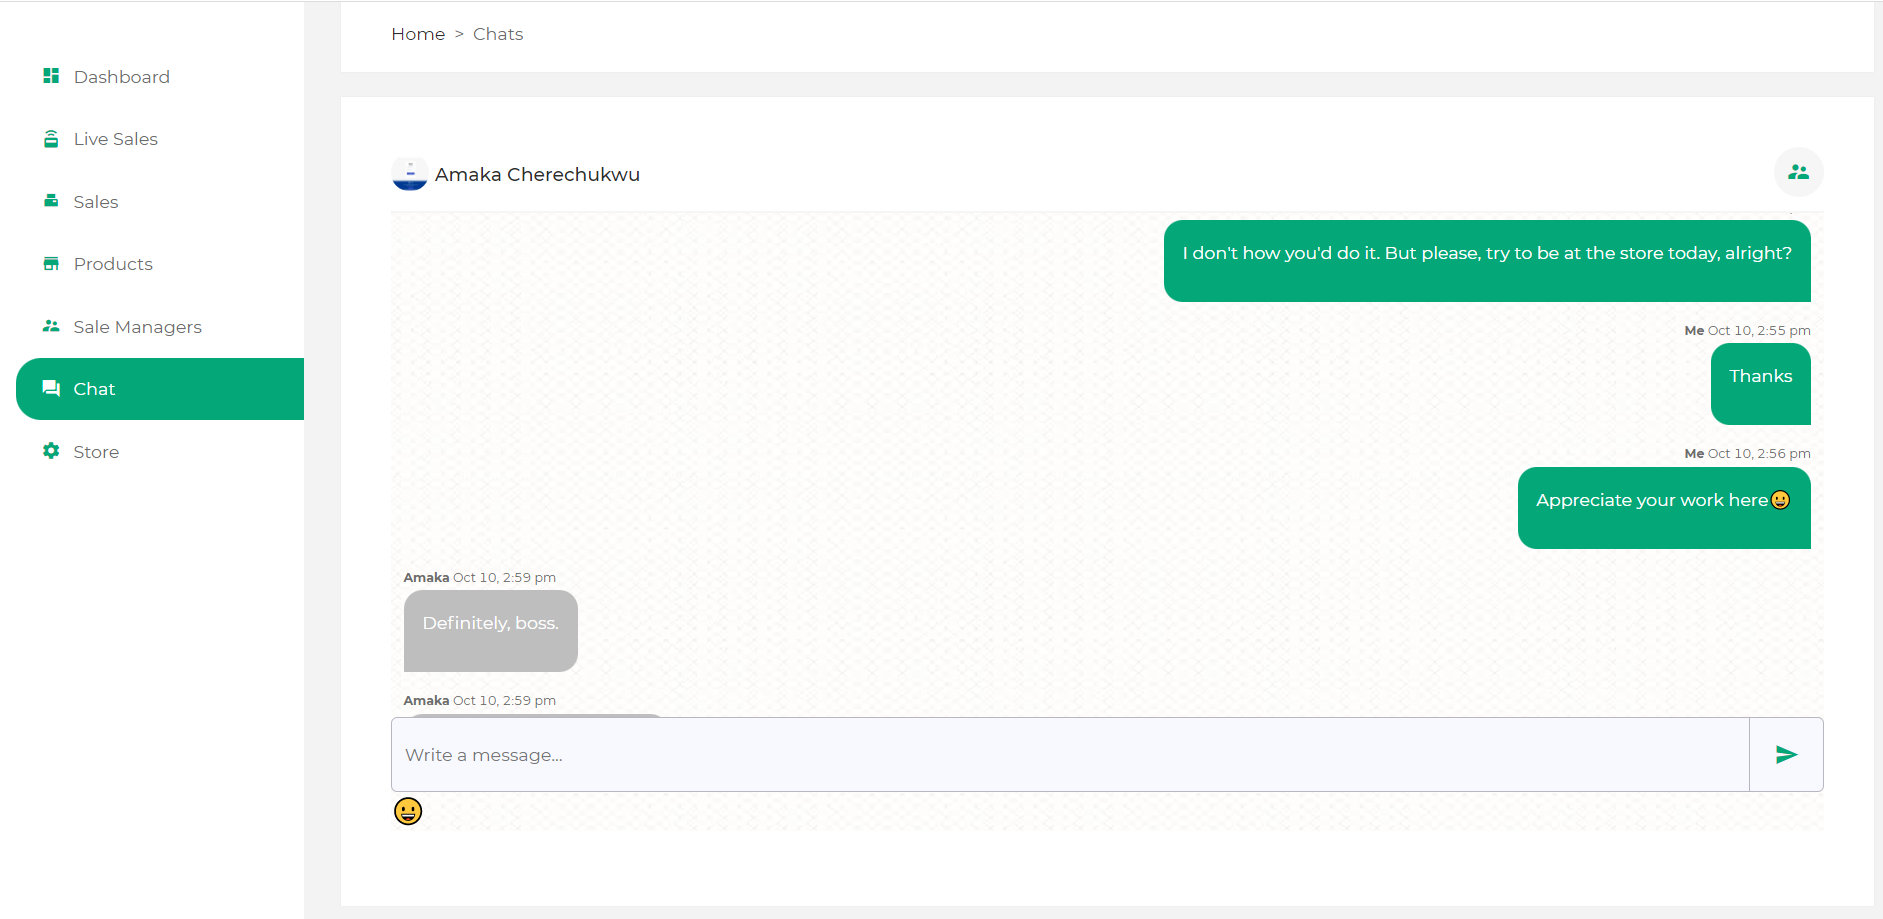 Home > Chats
Dashboard
Live Sales
Sales
Products
Sale Managers
Chat
Store
Amaka Cherechukwu
I don't how you'd do it. But please, try to be at the store today, alright?
Me Oct 10, 2:55 pm
Thanks
Me Oct 10, 2:56 pm
Appreciate your work here😀
Amaka Oct 10, 2:59 pm
Definitely, boss.
Amaka Oct 10, 2:59 pm
Write a message...